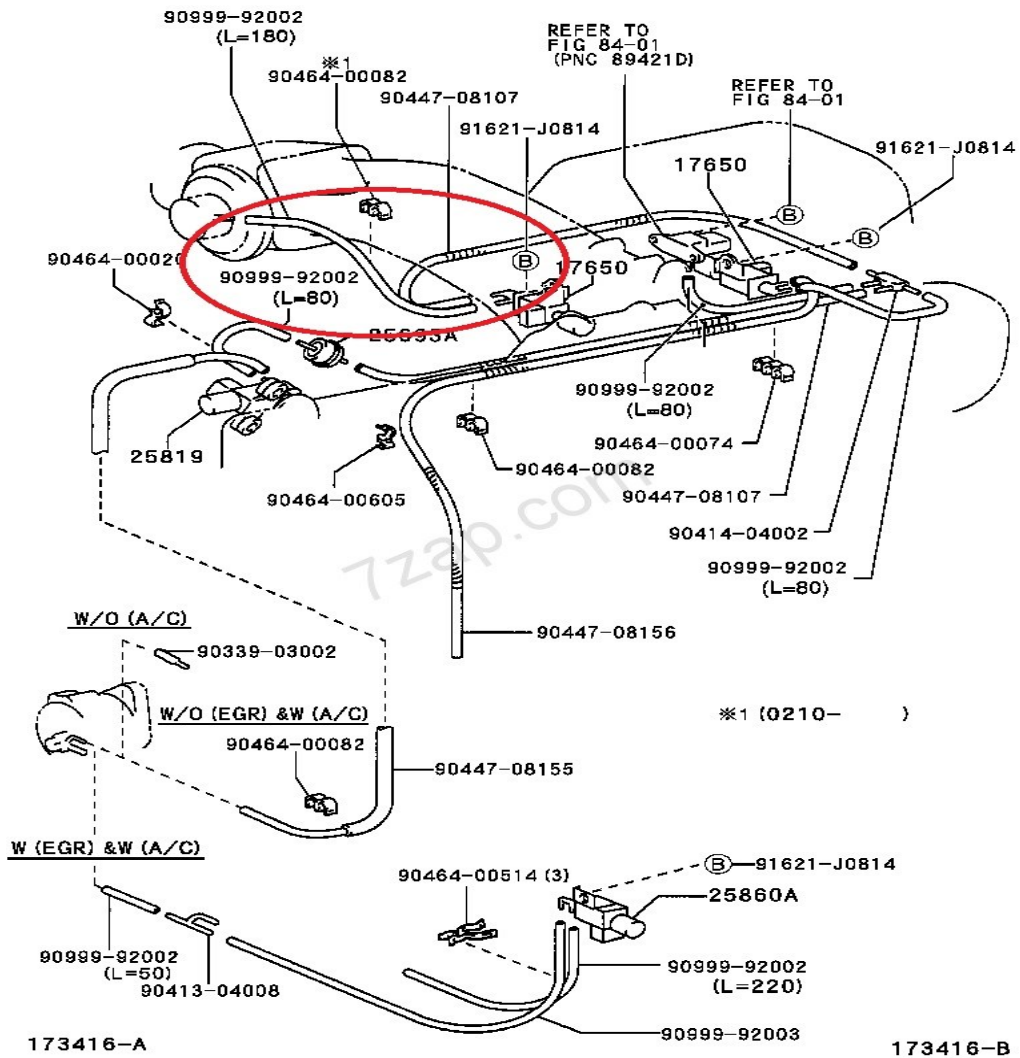 90999-92002
(L=180)
※1
90464-00082
90447-08107
91621-J0814
REFER TO
FIG 84-01
(PNC 89421D)
REFER TO
FIG 84-01
91621-J0814
17650
B
B
B
90464-00020
90999-92002
(L=80)
17650
25693A
25819
90464-00605
90464-00082
90999-92002
(L=80)
90464-00074
90447-08107
90414-04002
90999-92002
(L=80)
7zap.com
90447-08156
W/O (A/C)
90339-03002
W/O (EGR) &W (A/C)
90464-00082
90447-08155
※1 (0210-        )
W (EGR) &W (A/C)
90464-00514 (3)
B
91621-J0814
25860A
90999-92002
(L=50)
90413-04008
90999-92002
(L=220)
90999-92003
173416-A
173416-B